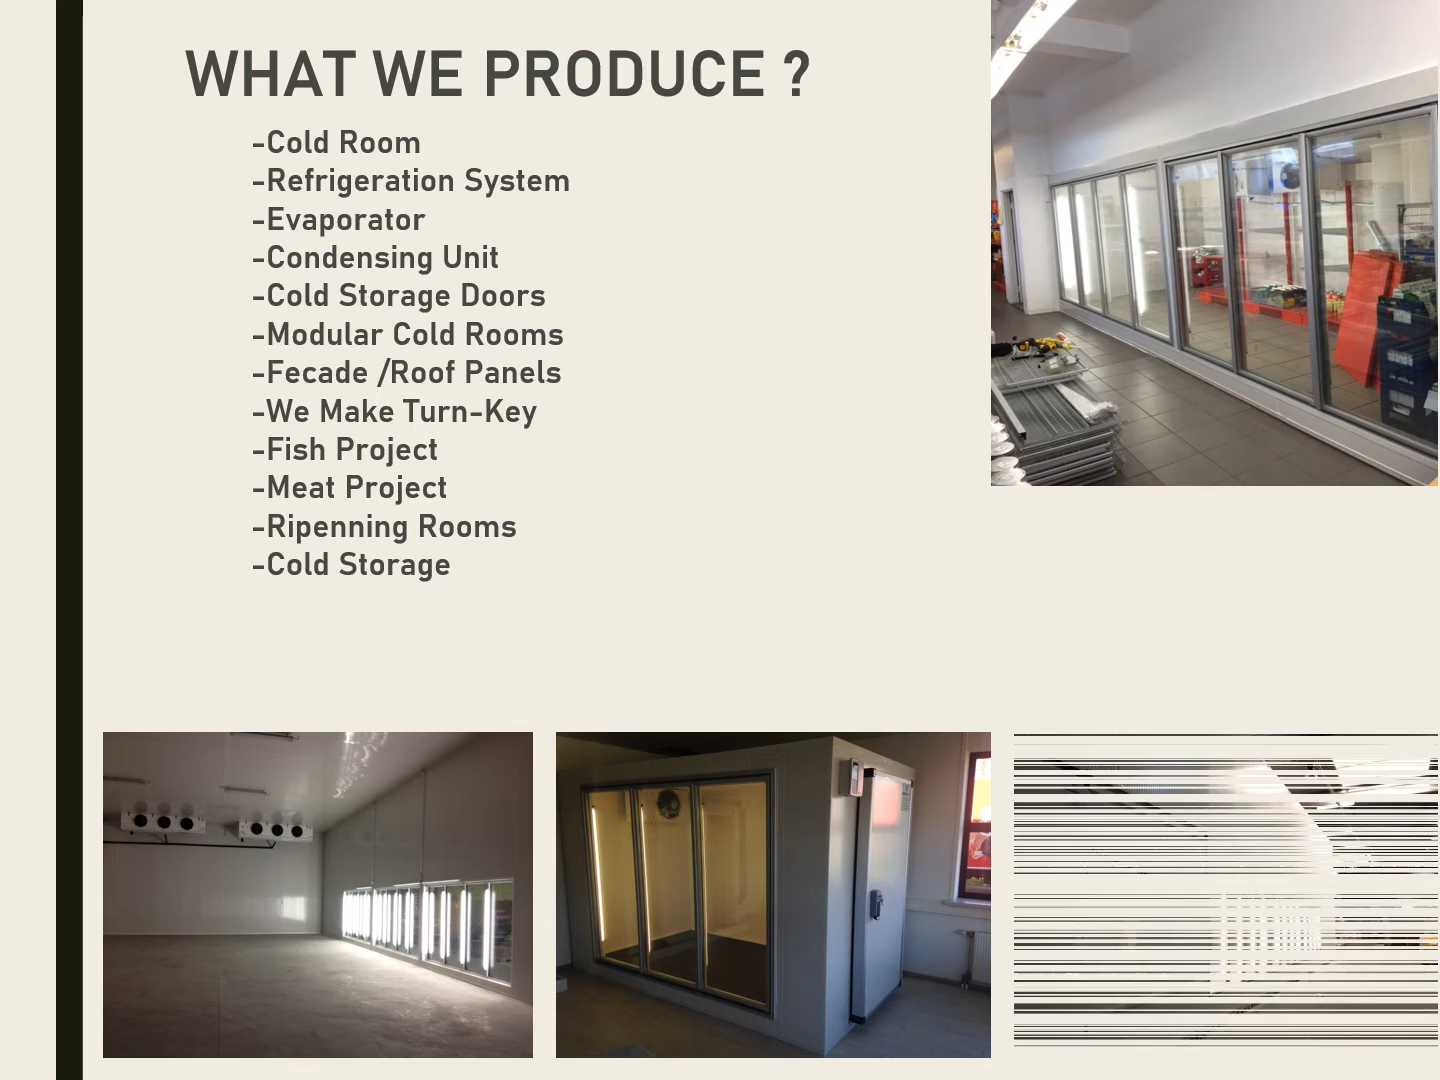 WHAT WE PRODUCE ?
-Cold Room
-Refrigeration System
-Evaporator
-Condensing Unit
-Cold Storage Doors
-Modular Cold Rooms
-Fecade /Roof Panels
-We Make Turn-Key
-Fish Project
-Meat Project
-Ripenning Rooms
-Cold Storage